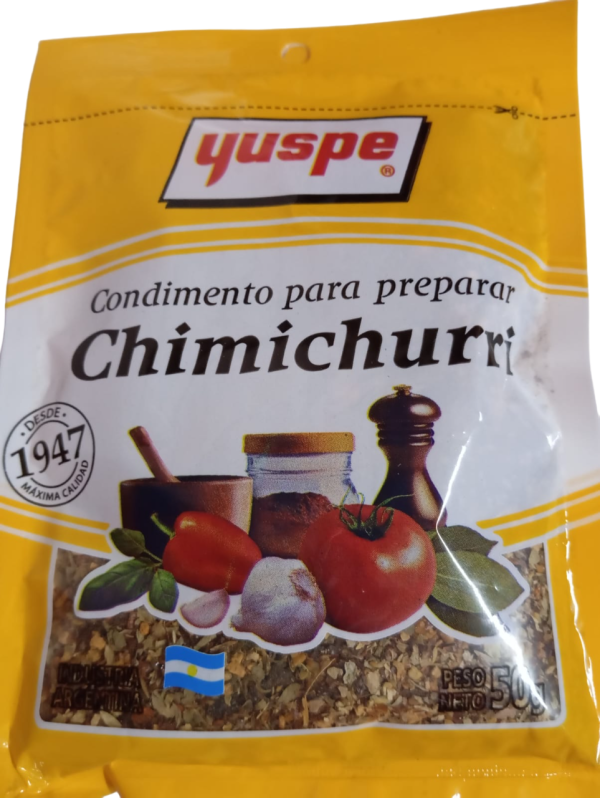 yuspe®
Condimento para preparar
Chimichurri
• DESDE •
1947
MÁXIMA CALIDAD
INDUSTRIA
ARGENTINA
PESO
NETO 50g